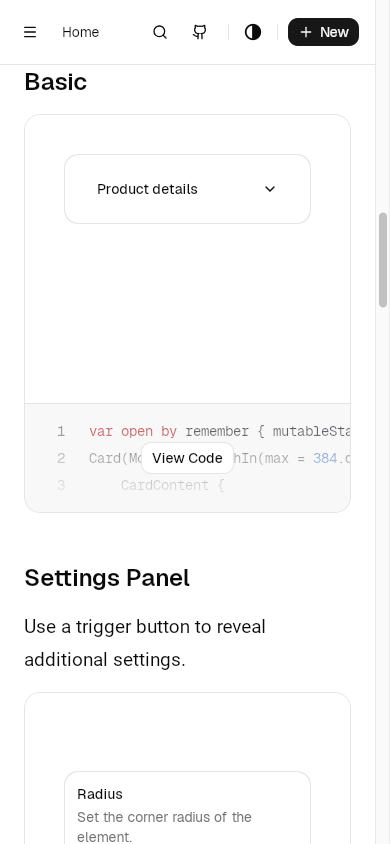 Home
New
Basic
Product details
1 var open by remember { mutableSta
2 Card(Mo
View Code
hIn(max = 384.d
3 CardContent {
Settings Panel
Use a trigger button to reveal
additional settings.
Radius
Set the corner radius of the
element.